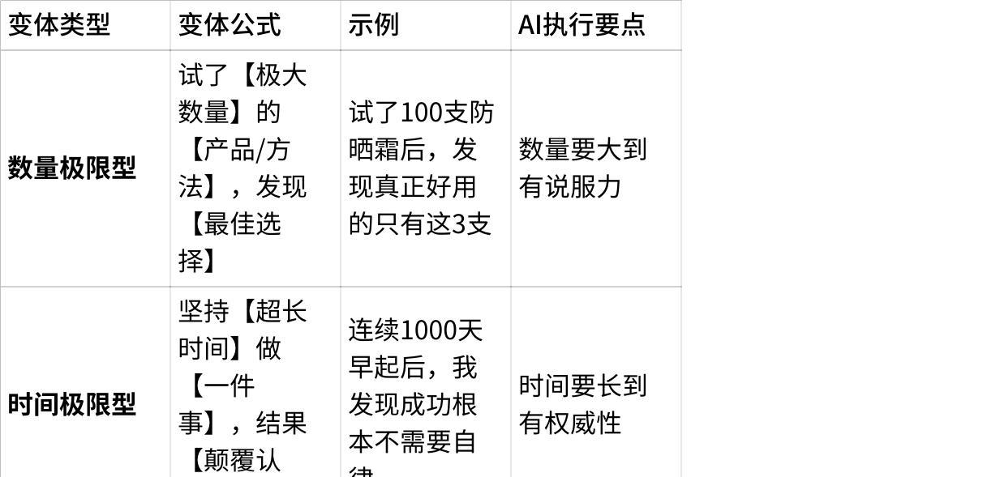 变体类型
变体公式
示例
AI执行要点
数量极限型
试了【极大
数量】的
【产品/方
法】，发现
【最佳选
择】
试了100支防
晒霜后，发
现真正好用
的只有这3支
数量要大到
有说服力
时间极限型
坚持【超长
时间】做
【一件
事】，结果
【颠覆认
连续1000天
早起后，我
发现成功根
本不需要自
律
时间要长到
有权威性